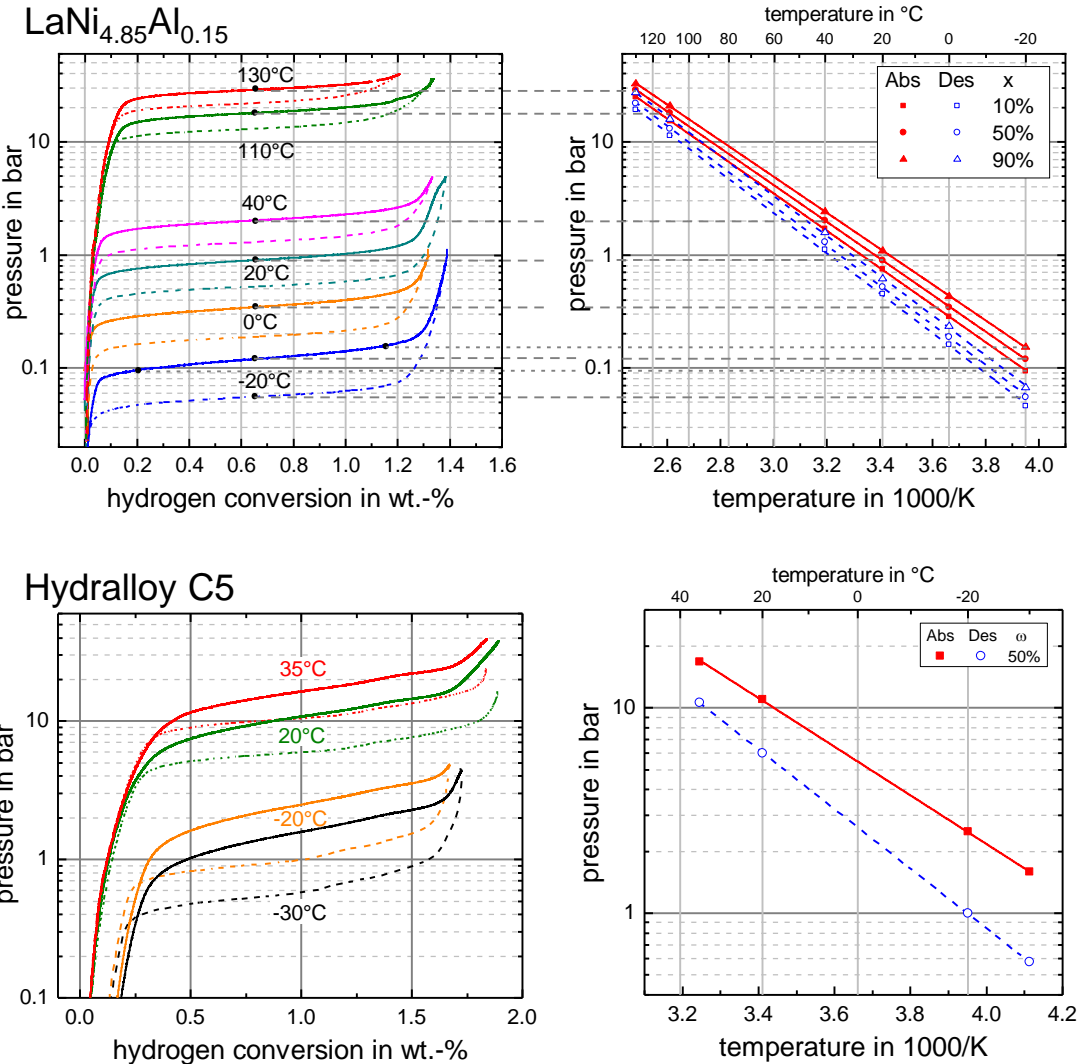 LaNi4.85Al0.15
temperature in °C
120 100 80 60 40 20 0 -20
130°C
110°C
40°C
20°C
0°C
-20°C
10
1
0.1
pressure in bar
0.0 0.2 0.4 0.6 0.8 1.0 1.2 1.4 1.6
hydrogen conversion in wt.-%
Abs Des x
10%
50%
90%
10
1
0.1
pressure in bar
2.6 2.8 3.0 3.2 3.4 3.6 3.8 4.0
temperature in 1000/K
Hydralloy C5
temperature in °C
40 20 0 -20
35°C
20°C
-20°C
-30°C
10
1
0.1
pressure in bar
0.0 0.5 1.0 1.5 2.0
hydrogen conversion in wt.-%
Abs Des ω
50%
10
1
pressure in bar
3.2 3.4 3.6 3.8 4.0 4.2
temperature in 1000/K